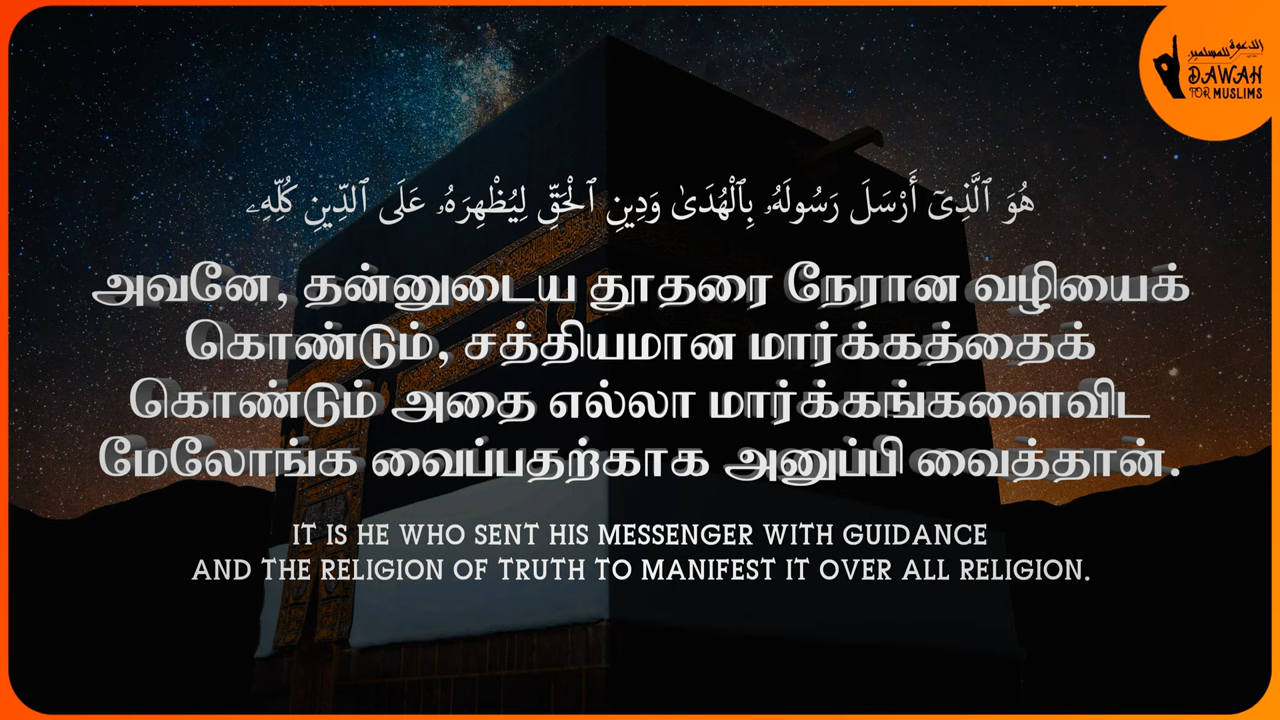 الدعوة للمسلمين
DAWAH
FOR MUSLIMS
هُوَ ٱلَّذِىٓ أَرْسَلَ رَسُولَهُۥ بِٱلْهُدَىٰ وَدِينِ ٱلْحَقِّ لِيُظْهِرَهُۥ عَلَى ٱلدِّينِ كُلِّهِۦ
அவனே, தன்னுடைய தூதரை நேரான வழியைக்
கொண்டும், சத்தியமான மார்க்கத்தைக்
கொண்டும் அதை எல்லா மார்க்கங்களைவிட
மேலோங்க வைப்பதற்காக அனுப்பி வைத்தான்.
IT IS HE WHO SENT HIS MESSENGER WITH GUIDANCE
AND THE RELIGION OF TRUTH TO MANIFEST IT OVER ALL RELIGION.